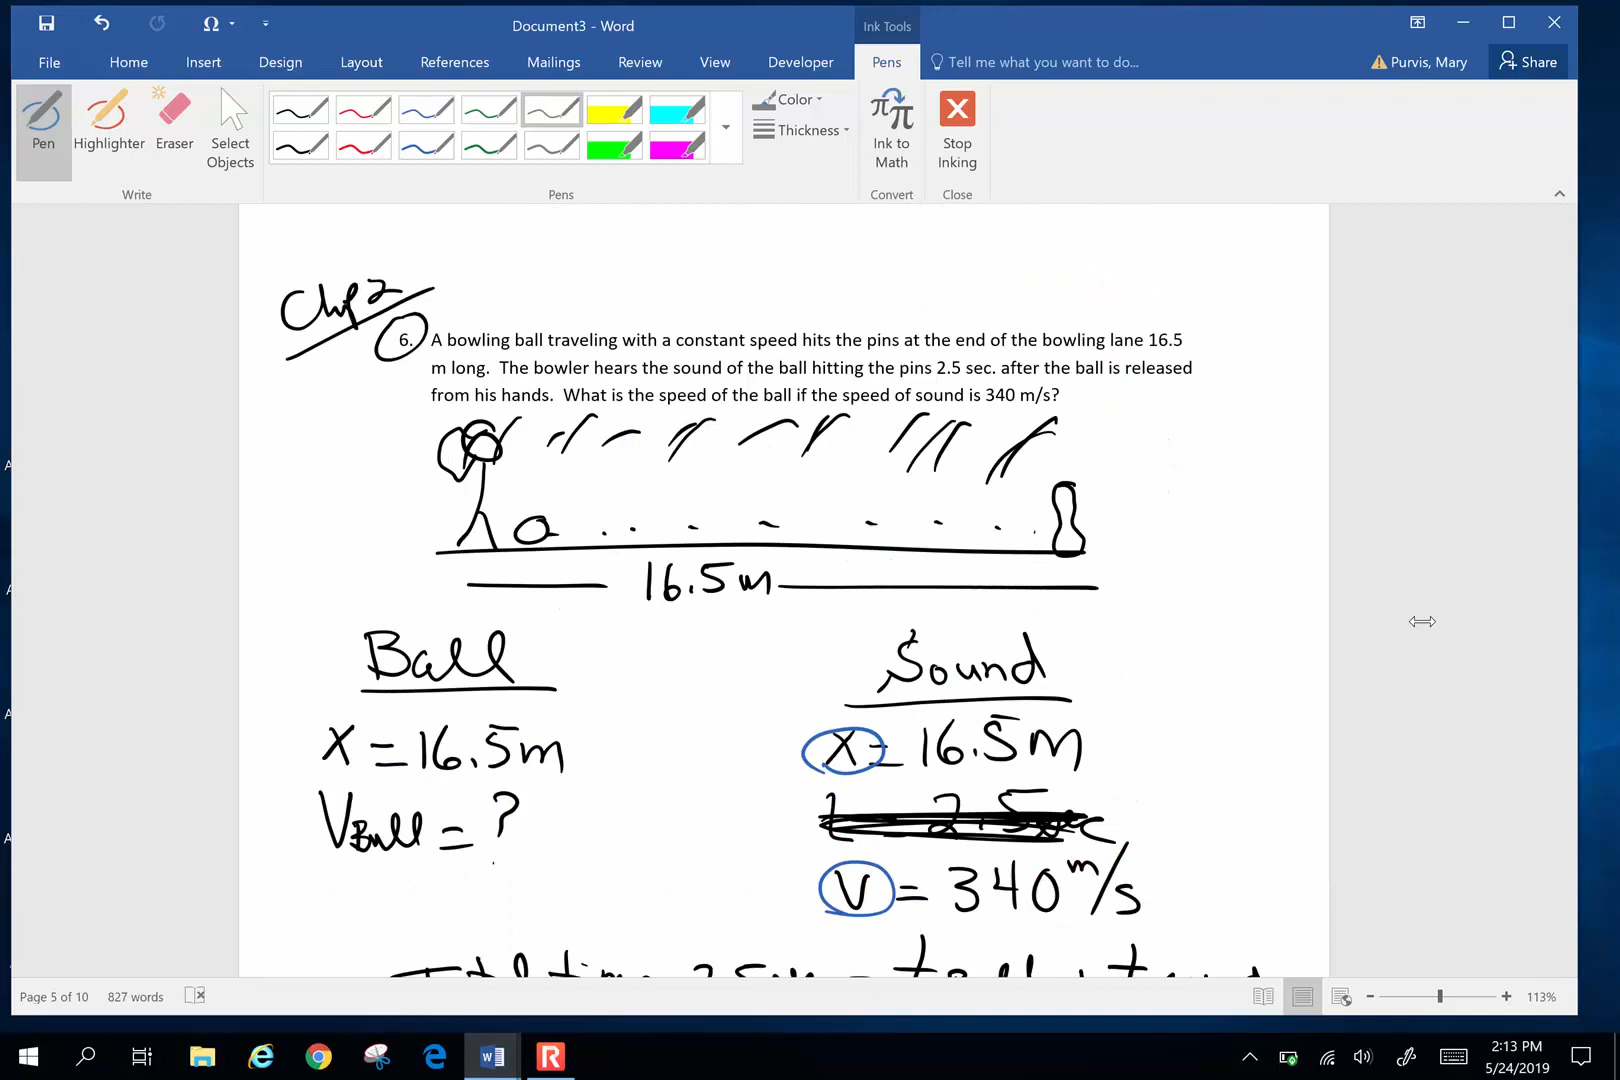 Document3 - Word
Ink Tools
File Home Insert Design Layout References Mailings Review View Developer Pens Tell me what you want to do... Purvis, Mary Share
Pen Highlighter Eraser Select Objects
Color
Thickness
Ink to Math
Stop Inking
Write Pens Convert Close
Chp 2
6. A bowling ball traveling with a constant speed hits the pins at the end of the bowling lane 16.5
m long. The bowler hears the sound of the ball hitting the pins 2.5 sec. after the ball is released
from his hands. What is the speed of the ball if the speed of sound is 340 m/s?
16.5m
Ball Sound
X = 16.5m X = 16.5m
VBall = ? t 2.5sec
V = 340 m/s
Page 5 of 10 827 words 113%
2:13 PM
5/24/2019